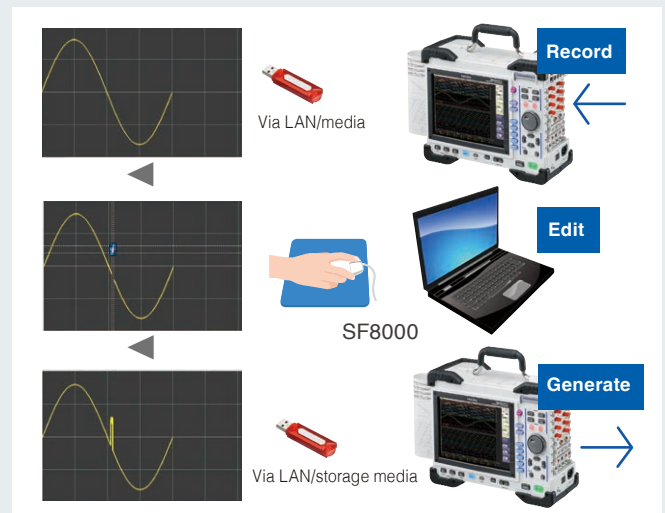 Record
Via LAN/media
Edit
SF8000
Generate
Via LAN/storage media